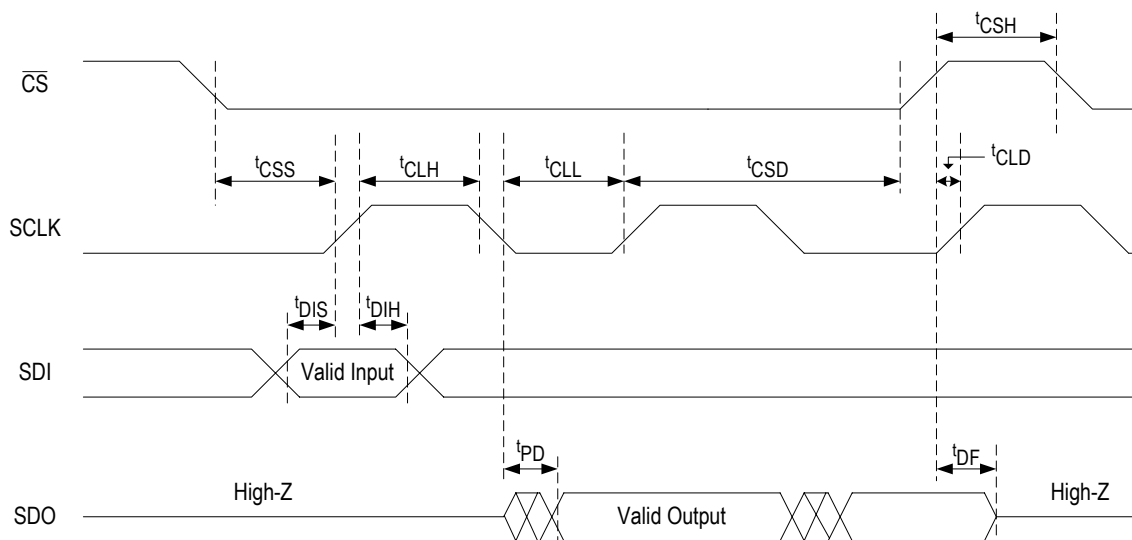 tCSH
CS
tCSS
tCLH
tCLL
tCSD
tCLD
SCLK
tDIS
tDIH
SDI
Valid Input
tPD
tDF
High-Z
High-Z
SDO
Valid Output